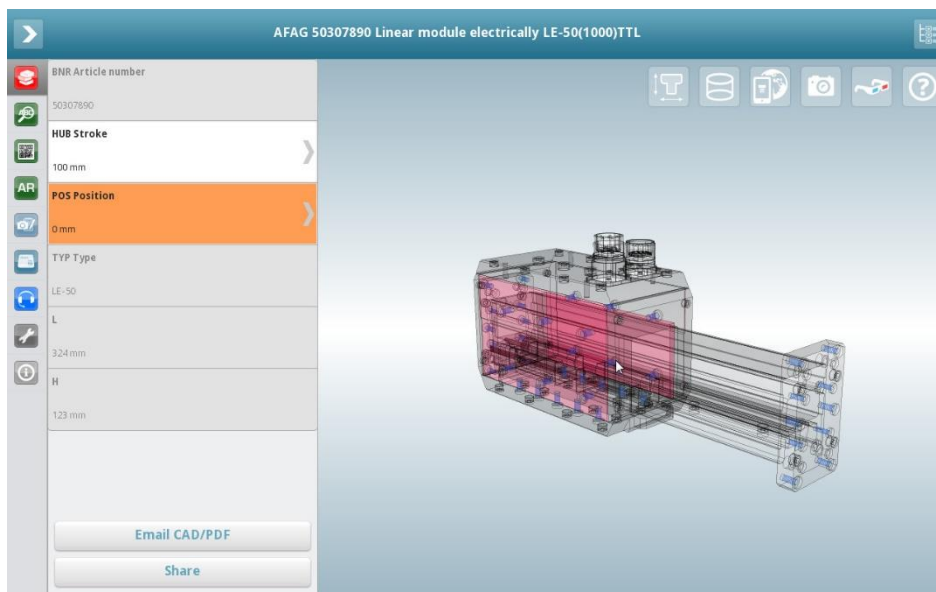 AFAG 50307890 Linear module electrically LE-50(1000)TTL
BNR Article number
50307890
HUB Stroke
100 mm
AR
POS Position
0 mm
TYP Type
LE-50
L
324 mm
H
123 mm
Email CAD/PDF
Share